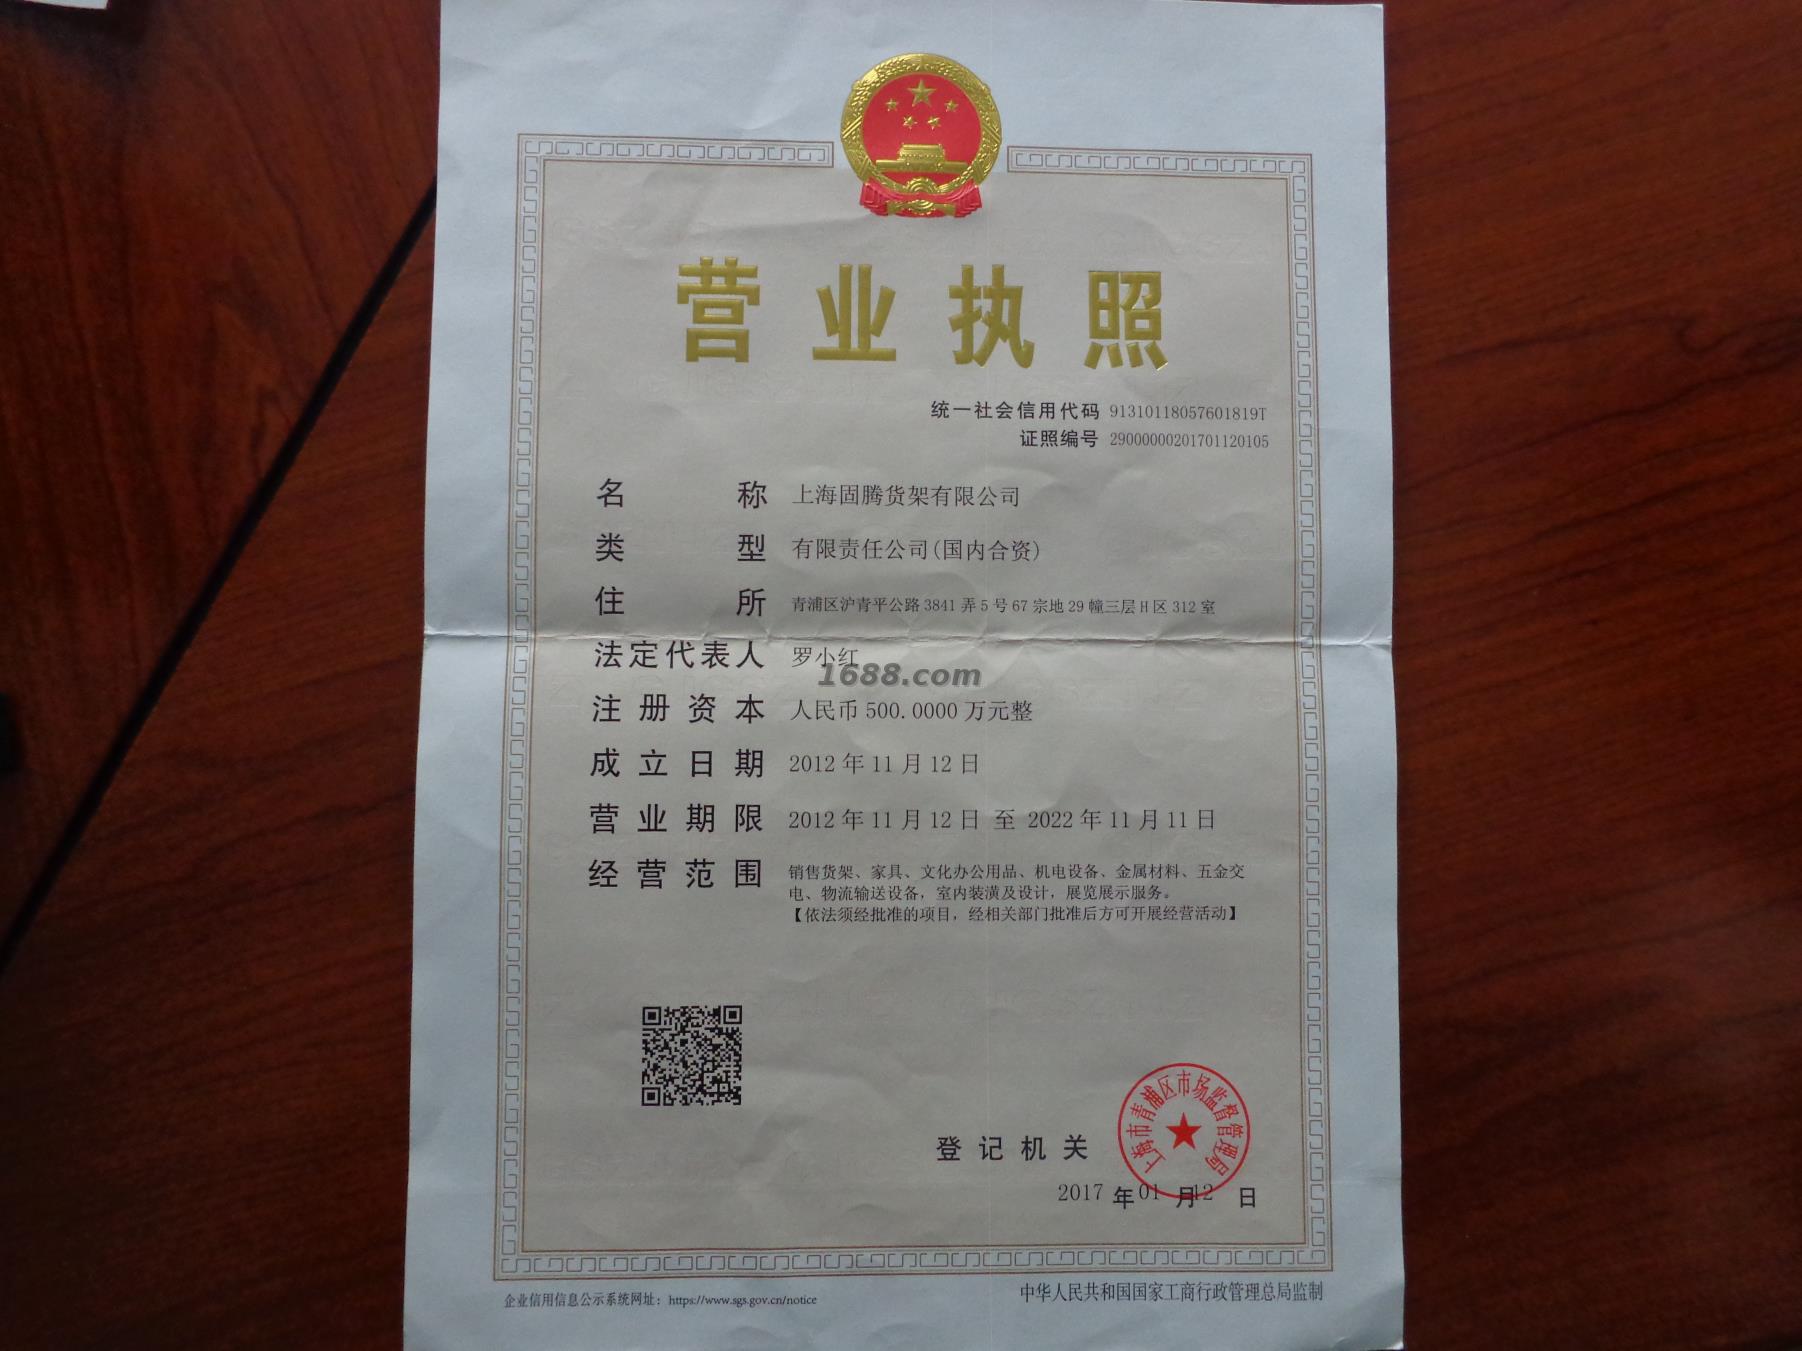 营业执照
统一社会信用代码 91310118057601819T
证照编号 29000000201701120105
名称 上海固腾货架有限公司
类型 有限责任公司(国内合资)
住所 青浦区沪青平公路3841弄5号67宗地29幢三层H区312室
法定代表人 罗小红
1688.com
注册资本 人民币500.0000万元整
成立日期 2012年11月12日
营业期限 2012年11月12日 至 2022年11月11日
经营范围 销售货架、家具、文化办公用品、机电设备、金属材料、五金交
电、物流输送设备，室内装潢及设计，展览展示服务。
【依法须经批准的项目，经相关部门批准后方可开展经营活动】
登记机关
上海市青浦区市场监督管理局
2017年01月12日
企业信用信息公示系统网址：https://www.sgs.gov.cn/notice
中华人民共和国国家工商行政管理总局监制